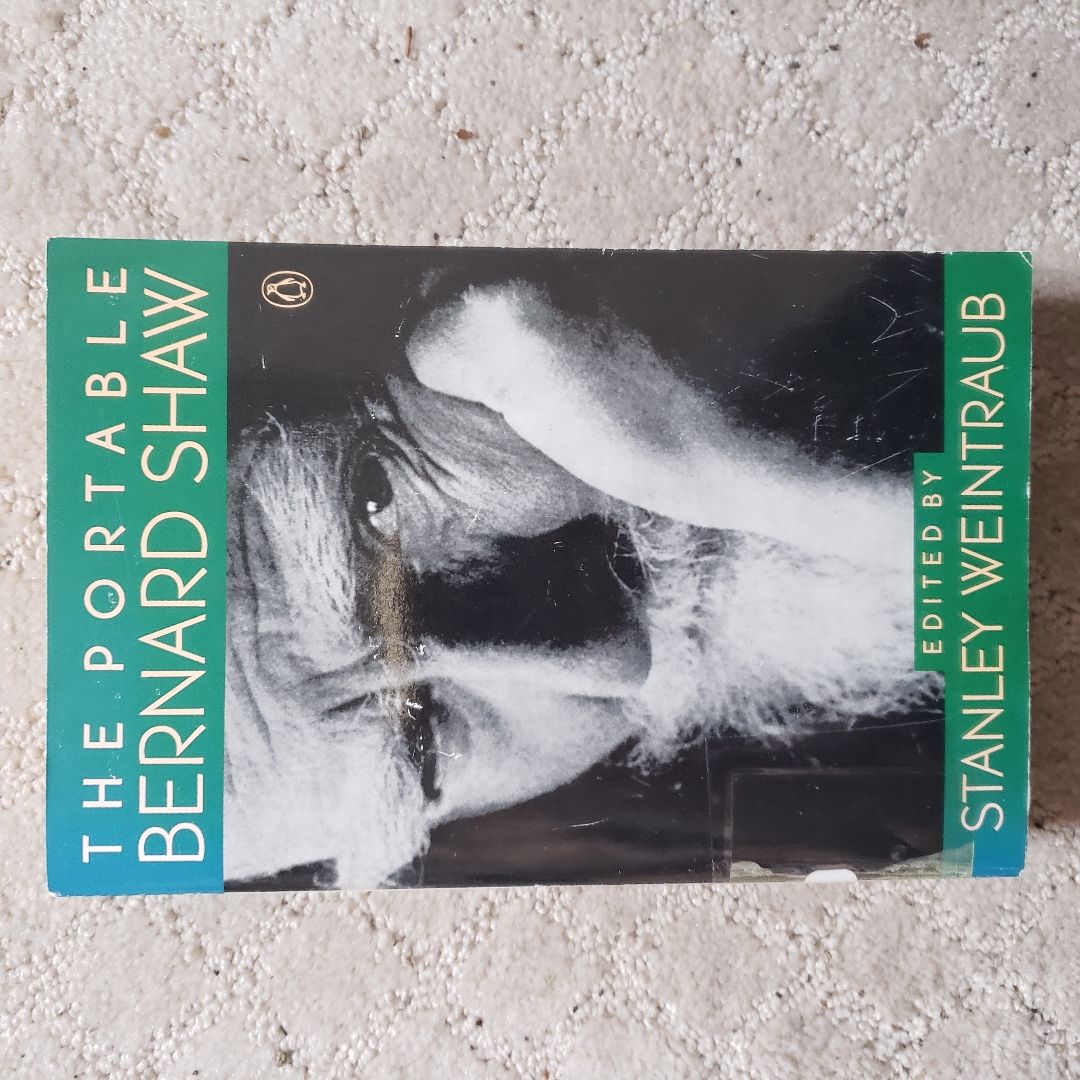 THE PORTABLE
BERNARD SHAW
EDITED BY
STANLEY WEINTRAUB